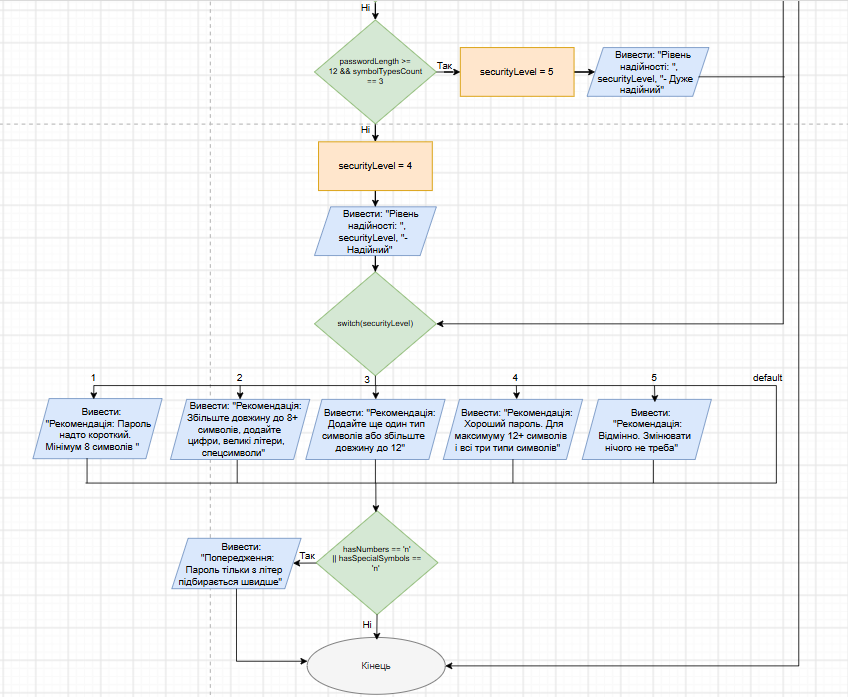 Ні
passwordLength >=
12 && symbolTypesCount
== 3
Так
securityLevel = 5
Вивести: "Рівень
надійності: ",
securityLevel, "- Дуже
надійний"
Ні
securityLevel = 4
Вивести: "Рівень
надійності: ",
securityLevel, "-
Надійний"
switch(securityLevel)
1
2
3
4
5
default
Вивести:
"Рекомендація: Пароль
надто короткий.
Мінімум 8 символів "
Вивести: "Рекомендація:
Збільште довжину до 8+
символів, додайте
цифри, великі літери,
спецсимволи"
Вивести: "Рекомендація:
Додайте ще один тип
символів або збільште
довжину до 12"
Вивести: "Рекомендація:
Хороший пароль. Для
максимуму 12+ символів
і всі три типи символів"
Вивести:
"Рекомендація:
Відмінно. Змінювати
нічого не треба"
hasNumbers == 'n'
|| hasSpecialSymbols ==
'n'
Так
Вивести:
"Попередження:
Пароль тільки з літер
підбирається швидше"
Ні
Кінець